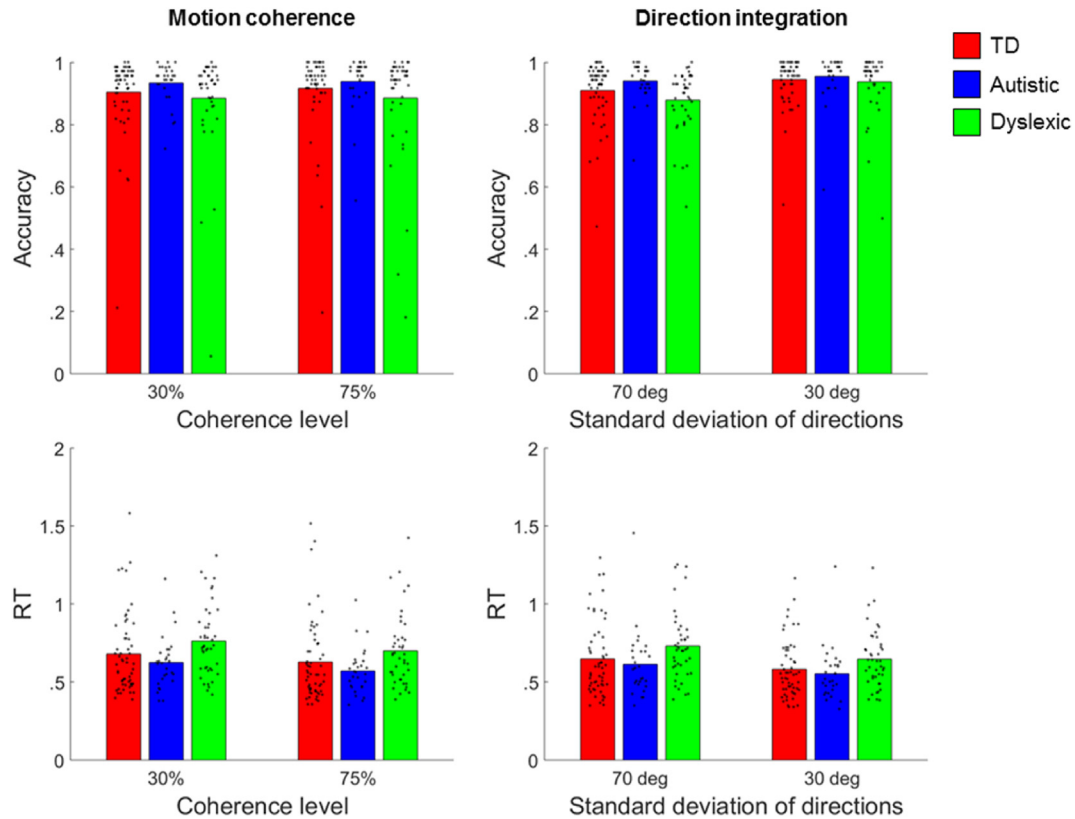 Motion coherence
Direction integration
TD
Autistic
Dyslexic
Accuracy
1
.8
.6
.4
.2
0
30%
75%
Coherence level
Accuracy
1
.8
.6
.4
.2
0
70 deg
30 deg
Standard deviation of directions
RT
2
1.5
1
.5
0
30%
75%
Coherence level
RT
2
1.5
1
.5
0
70 deg
30 deg
Standard deviation of directions